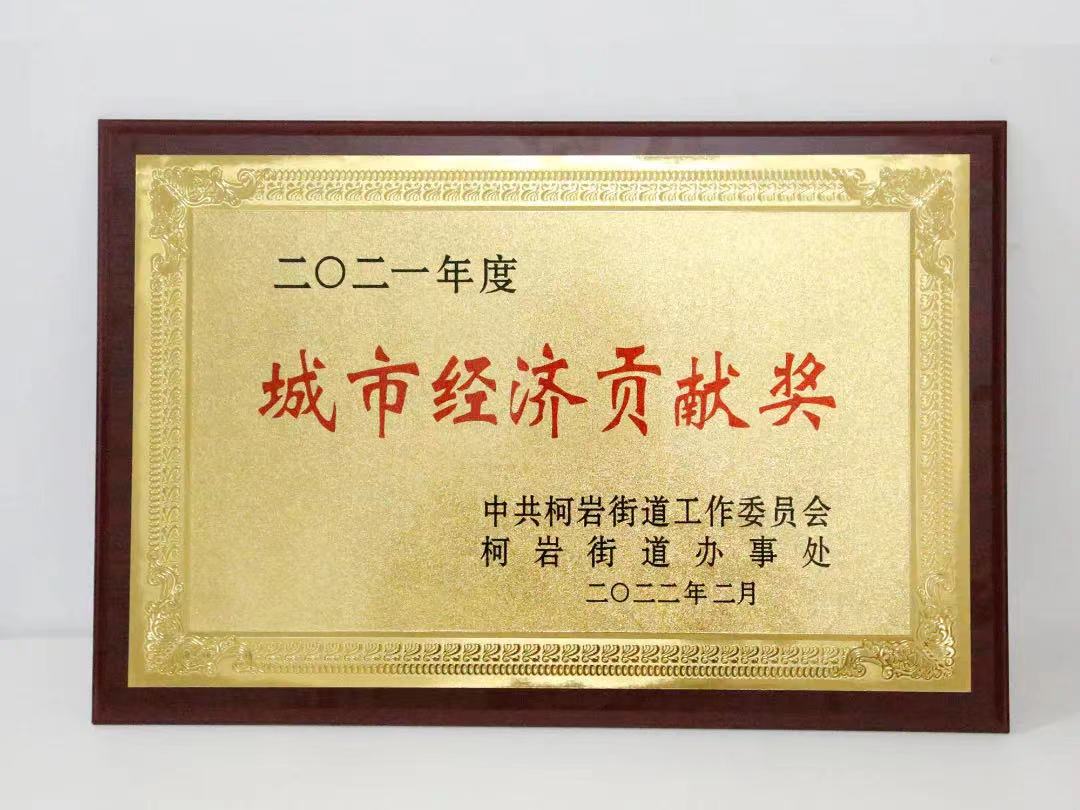 二〇二一年度
城市经济贡献奖
中共柯岩街道工作委员会
柯岩街道办事处
二〇二二年二月